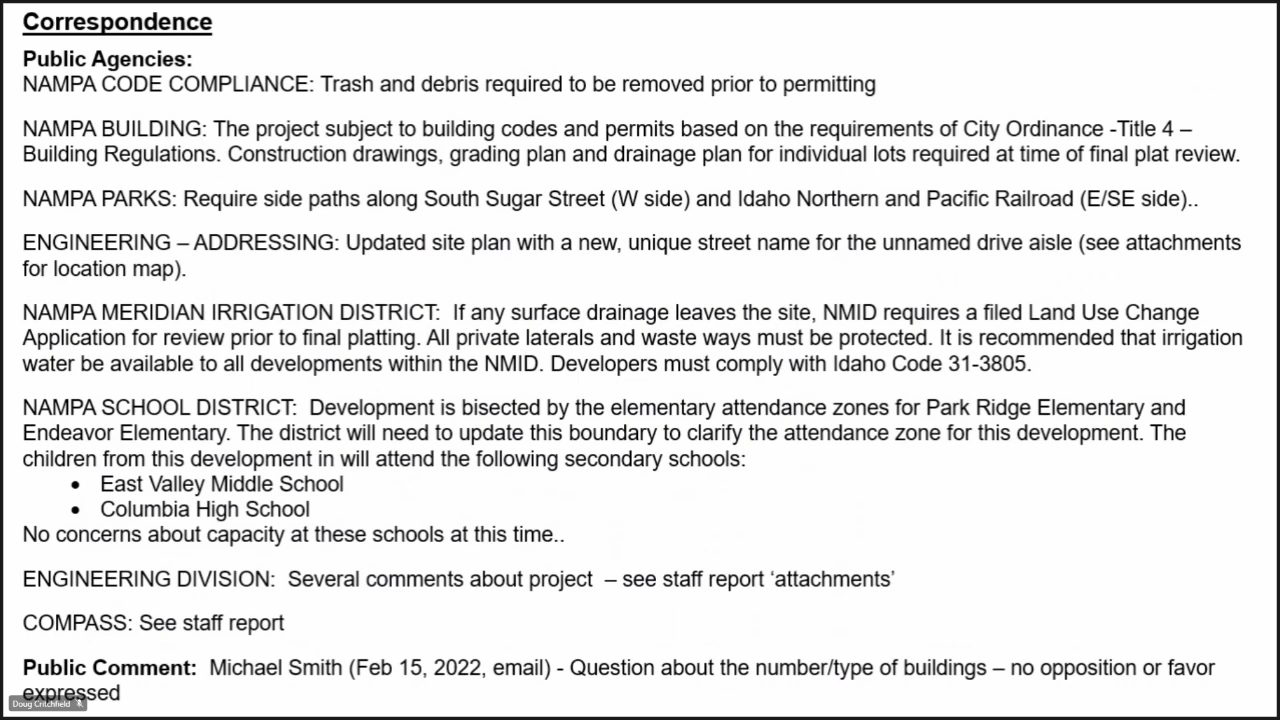 Correspondence
Public Agencies:
NAMPA CODE COMPLIANCE: Trash and debris required to be removed prior to permitting
NAMPA BUILDING: The project subject to building codes and permits based on the requirements of City Ordinance -Title 4 –
Building Regulations. Construction drawings, grading plan and drainage plan for individual lots required at time of final plat review.
NAMPA PARKS: Require side paths along South Sugar Street (W side) and Idaho Northern and Pacific Railroad (E/SE side)..
ENGINEERING – ADDRESSING: Updated site plan with a new, unique street name for the unnamed drive aisle (see attachments
for location map).
NAMPA MERIDIAN IRRIGATION DISTRICT:  If any surface drainage leaves the site, NMID requires a filed Land Use Change
Application for review prior to final platting. All private laterals and waste ways must be protected. It is recommended that irrigation
water be available to all developments within the NMID. Developers must comply with Idaho Code 31-3805.
NAMPA SCHOOL DISTRICT:  Development is bisected by the elementary attendance zones for Park Ridge Elementary and
Endeavor Elementary. The district will need to update this boundary to clarify the attendance zone for this development. The
children from this development in will attend the following secondary schools:
• East Valley Middle School
• Columbia High School
No concerns about capacity at these schools at this time..
ENGINEERING DIVISION:  Several comments about project  – see staff report ‘attachments’
COMPASS: See staff report
Public Comment:  Michael Smith (Feb 15, 2022, email) - Question about the number/type of buildings – no opposition or favor
expressed
Doug Critchfield